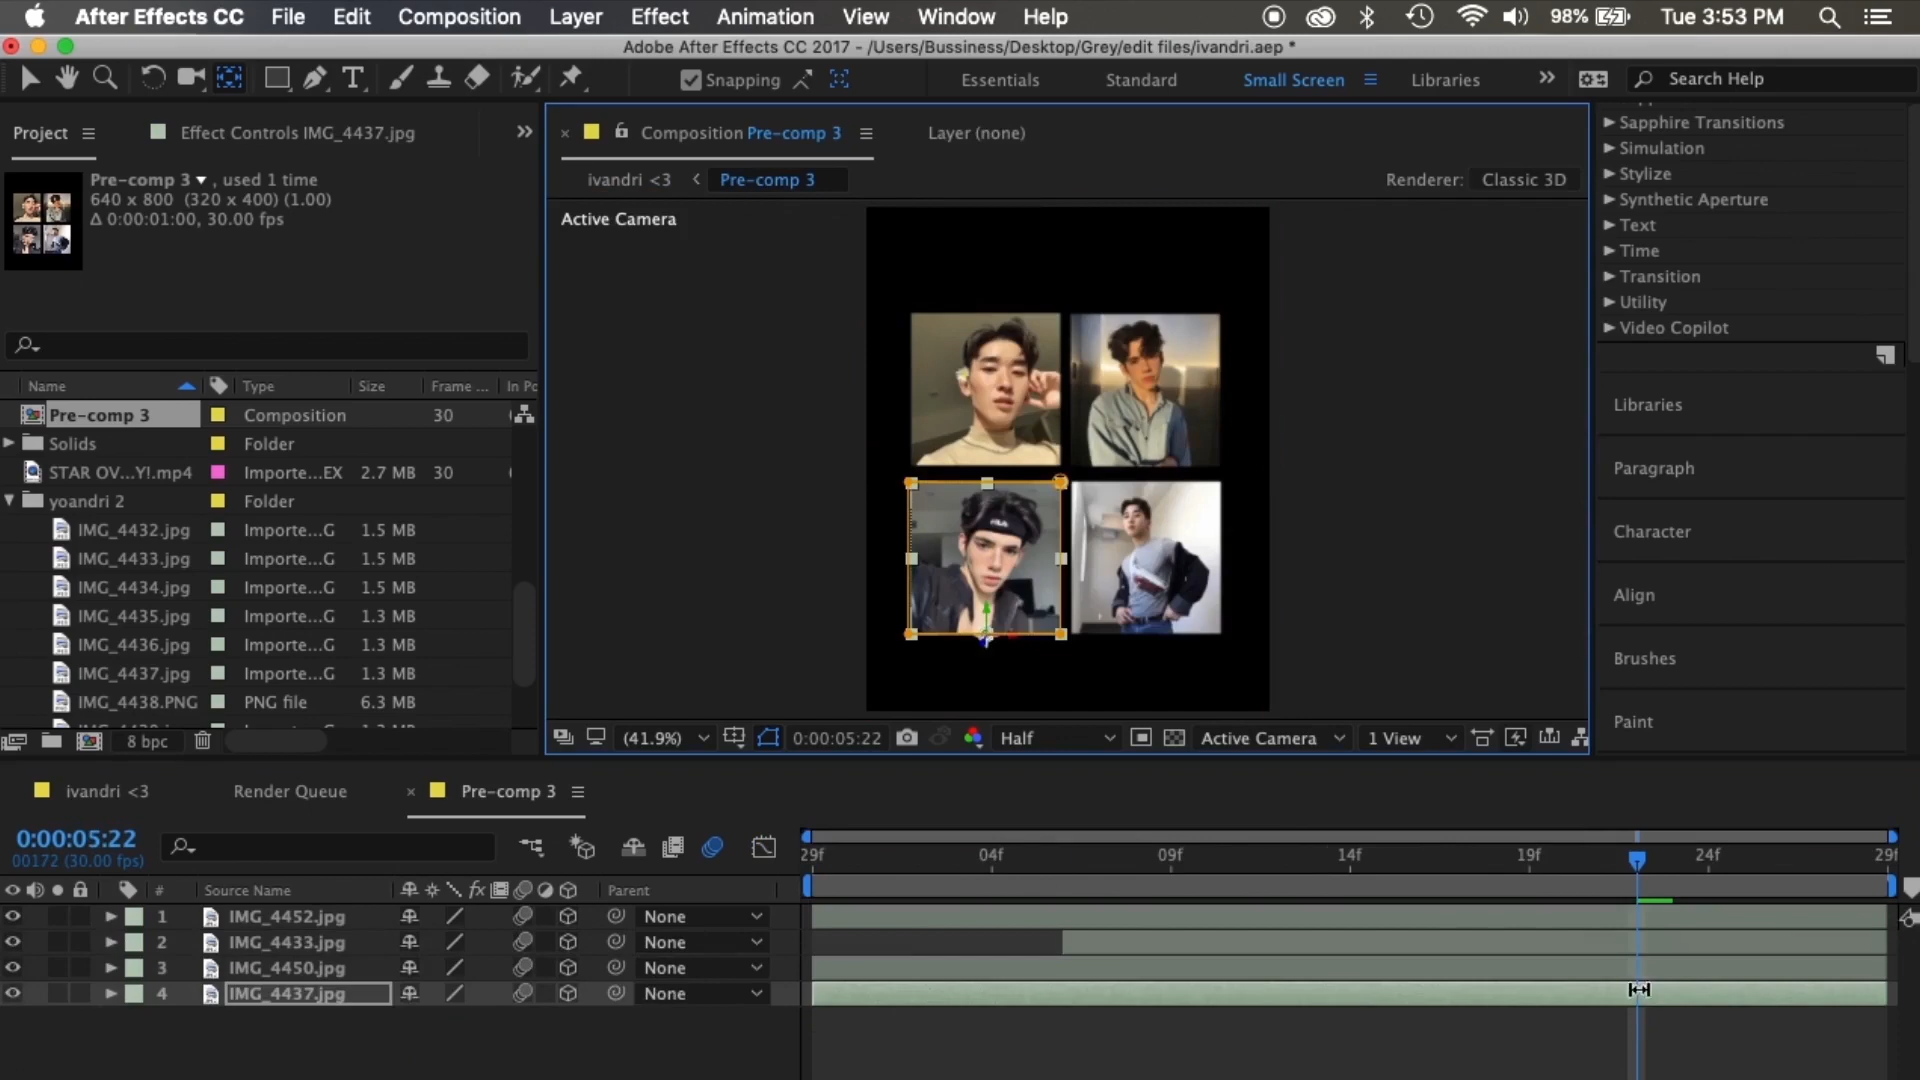 After Effects CC File Edit Composition Layer Effect Animation View Window Help 98% Tue 3:53 PM
Adobe After Effects CC 2017 - /Users/Bussiness/Desktop/Grey/edit files/ivandri.aep *
T Snapping Essentials Standard Small Screen Libraries Search Help
Project Effect Controls IMG_4437.jpg
Composition Pre-comp 3 Layer (none)
Pre-comp 3 , used 1 time
640 x 800 (320 x 400) (1.00)
Δ 0:00:01:00, 30.00 fps
ivandri <3 Pre-comp 3 Renderer: Classic 3D
Active Camera
Sapphire Transitions
Simulation
Stylize
Synthetic Aperture
Text
Time
Transition
Utility
Video Copilot
Libraries
Paragraph
Character
Align
Brushes
Paint
Name Type Size Frame ... In Po
Pre-comp 3 Composition 30
Solids Folder
STAR OV...Y!.mp4 Importe...EX 2.7 MB 30
yoandri 2 Folder
IMG_4432.jpg Importe...G 1.5 MB
IMG_4433.jpg Importe...G 1.5 MB
IMG_4434.jpg Importe...G 1.5 MB
IMG_4435.jpg Importe...G 1.3 MB
IMG_4436.jpg Importe...G 1.3 MB
IMG_4437.jpg Importe...G 1.3 MB
IMG_4438.PNG PNG file 6.3 MB
8 bpc
FILA
(41.9%) 0:00:05:22 Half Active Camera 1 View
ivandri <3 Render Queue Pre-comp 3
0:00:05:22
00172 (30.00 fps)
29f 04f 09f 14f 19f 24f 29f
# Source Name fx Parent
1 IMG_4452.jpg None
2 IMG_4433.jpg None
3 IMG_4450.jpg None
4 IMG_4437.jpg None